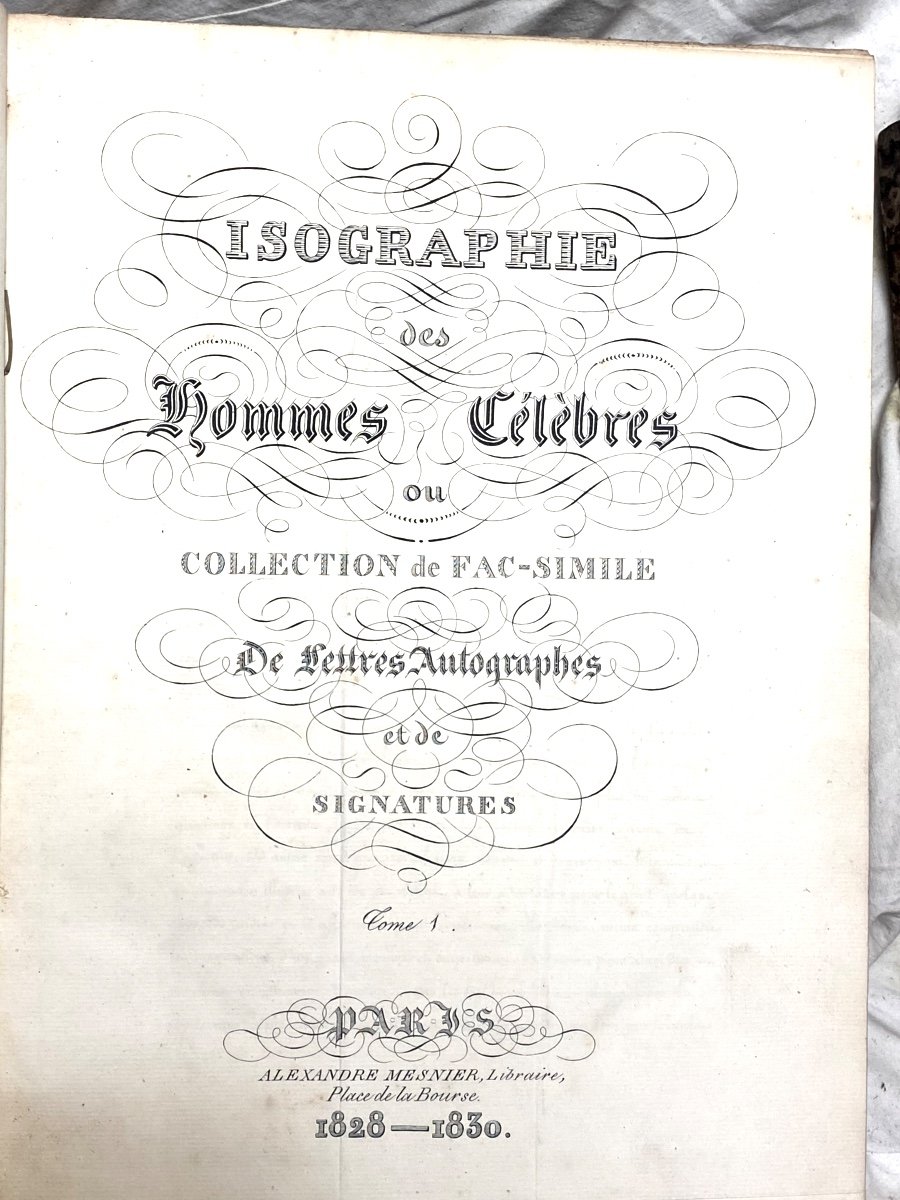 ISOGRAPHIE
des
Hommes Célèbres
ou
COLLECTION de FAC-SIMILE
De Lettres Autographes
et de
SIGNATURES
Tome 1.
PARIS
ALEXANDRE MESNIER, Libraire,
Place de la Bourse.
1828—1830.